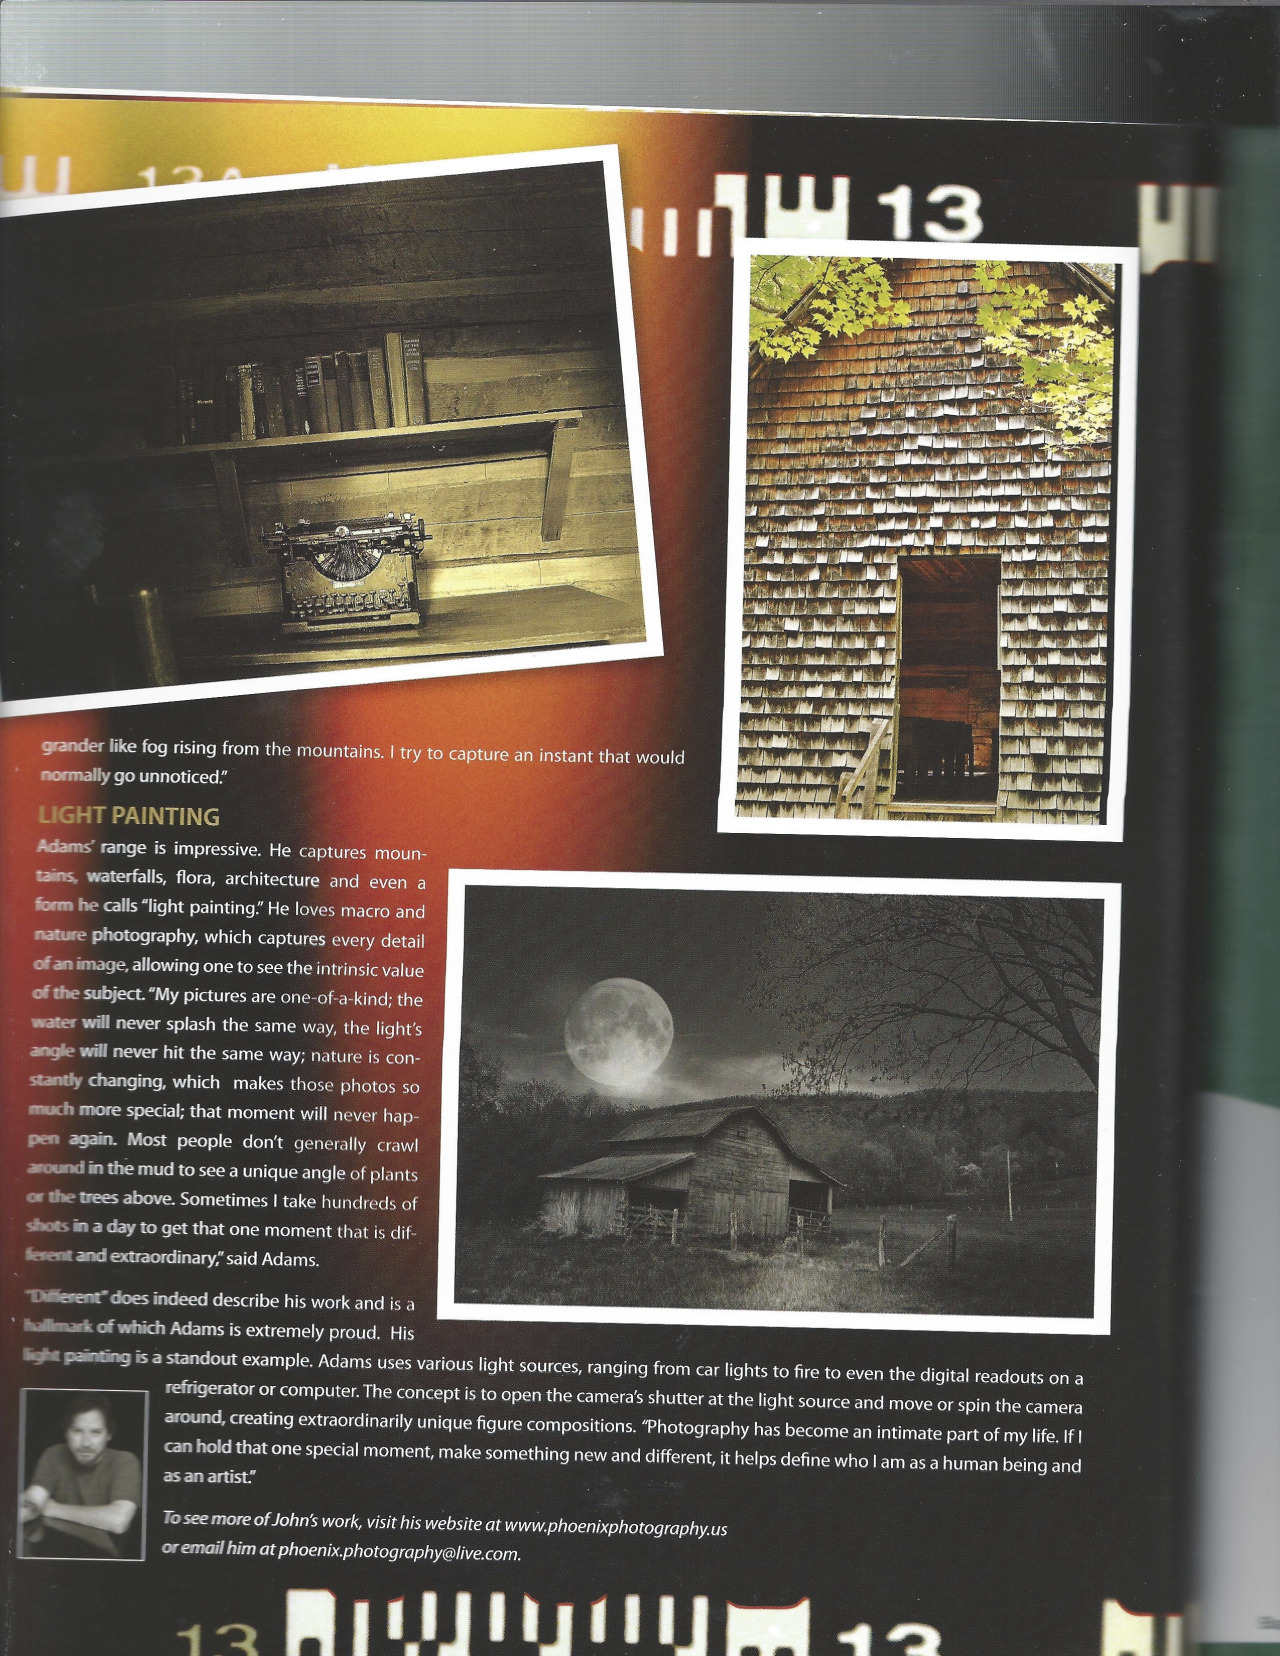 13A
13
grander like fog rising from the mountains. I try to capture an instant that would
normally go unnoticed."
LIGHT PAINTING
Adams' range is impressive. He captures moun-
tains, waterfalls, flora, architecture and even a
form he calls "light painting." He loves macro and
nature photography, which captures every detail
of an image, allowing one to see the intrinsic value
of the subject. "My pictures are one-of-a-kind; the
water will never splash the same way, the light's
angle will never hit the same way; nature is con-
stantly changing, which makes those photos so
much more special; that moment will never hap-
pen again. Most people don't generally crawl
around in the mud to see a unique angle of plants
or the trees above. Sometimes I take hundreds of
shots in a day to get that one moment that is dif-
ferent and extraordinary," said Adams.
"Different" does indeed describe his work and is a
hallmark of which Adams is extremely proud. His
light painting is a standout example. Adams uses various light sources, ranging from car lights to fire to even the digital readouts on a
refrigerator or computer. The concept is to open the camera's shutter at the light source and move or spin the camera
around, creating extraordinarily unique figure compositions. "Photography has become an intimate part of my life. If I
can hold that one special moment, make something new and different, it helps define who I am as a human being and
as an artist."
To see more of John's work, visit his website at www.phoenixphotography.us
or email him at phoenix.photography@live.com.
13
13